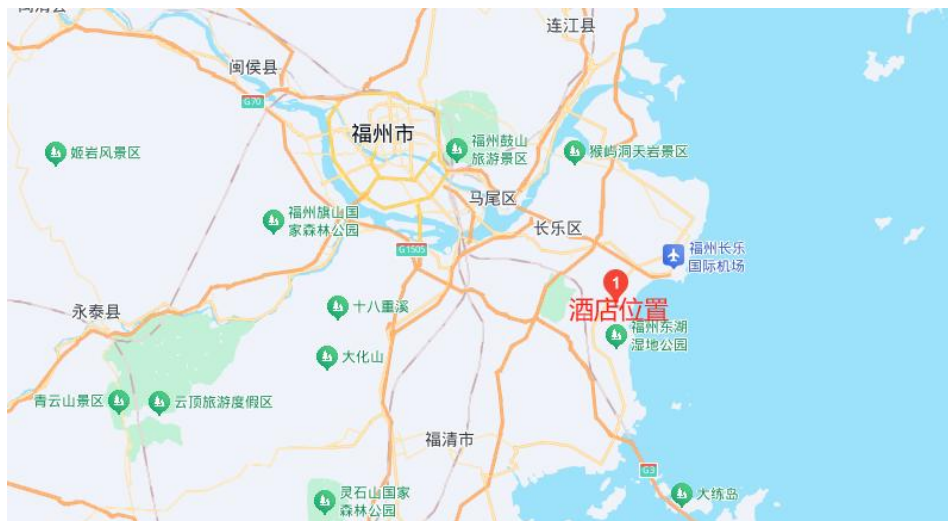 闽清县
连江县
闽侯县
G70
福州市
福州鼓山
旅游景区
猴屿洞天岩景区
姬岩风景区
马尾区
福州旗山国
家森林公园
长乐区
G1505
福州长乐
国际机场
1
酒店位置
十八重溪
永泰县
福州东湖
湿地公园
大化山
青云山景区
云顶旅游度假区
福清市
G3
灵石山国家
森林公园
大练岛